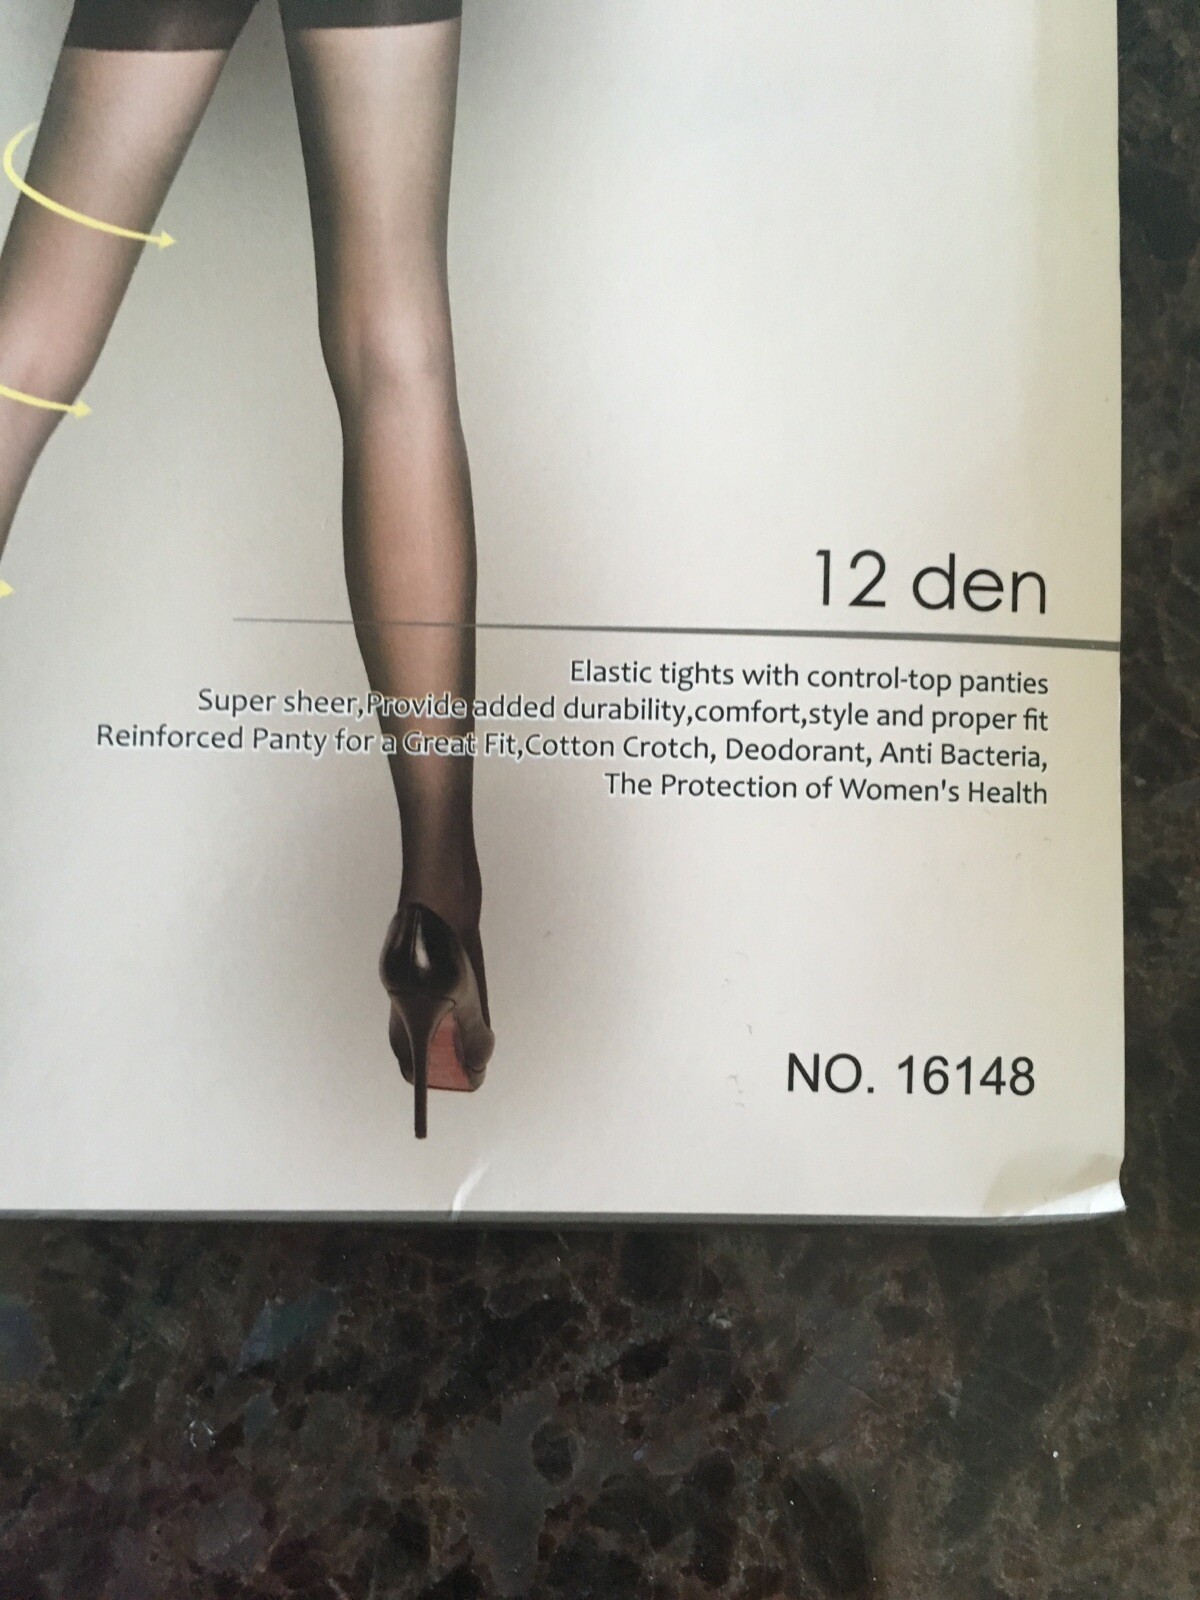 12 den
Elastic tights with control-top panties
Super sheer,Provide added durability,comfort,style and proper fit
Reinforced Panty for a Great Fit,Cotton Crotch, Deodorant, Anti Bacteria,
The Protection of Women's Health
NO. 16148